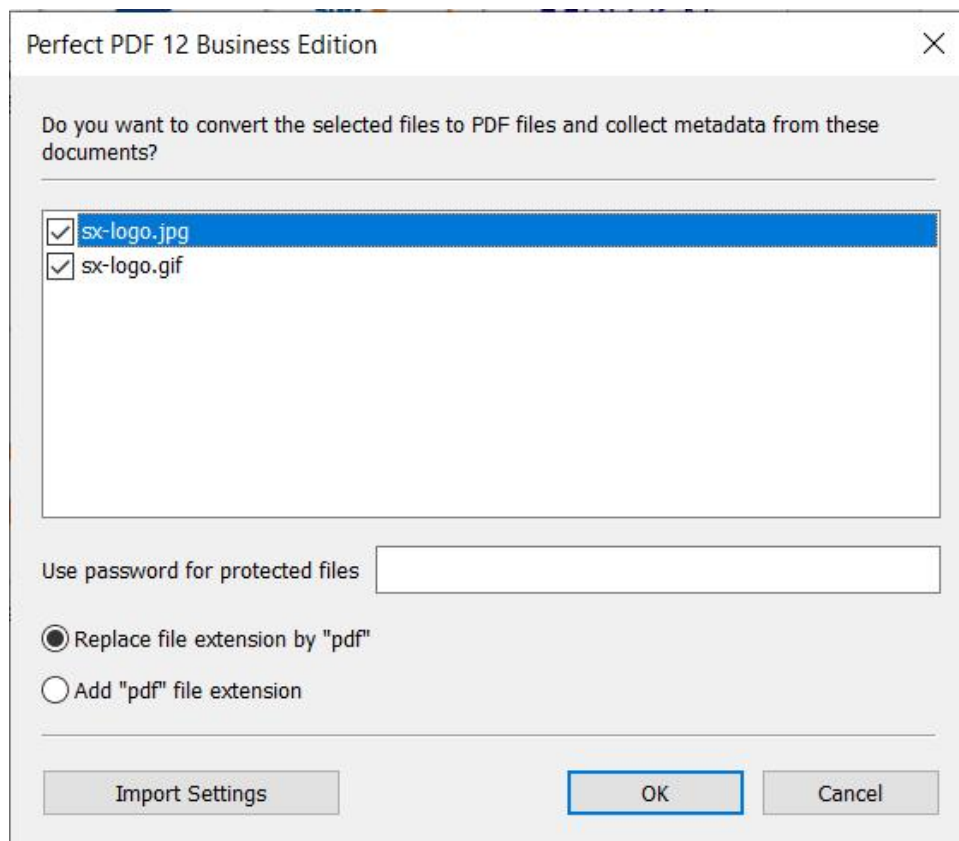 Perfect PDF 12 Business Edition
Do you want to convert the selected files to PDF files and collect metadata from these
documents?
sx-logo.jpg
sx-logo.gif
Use password for protected files
Replace file extension by "pdf"
Add "pdf" file extension
Import Settings
OK
Cancel